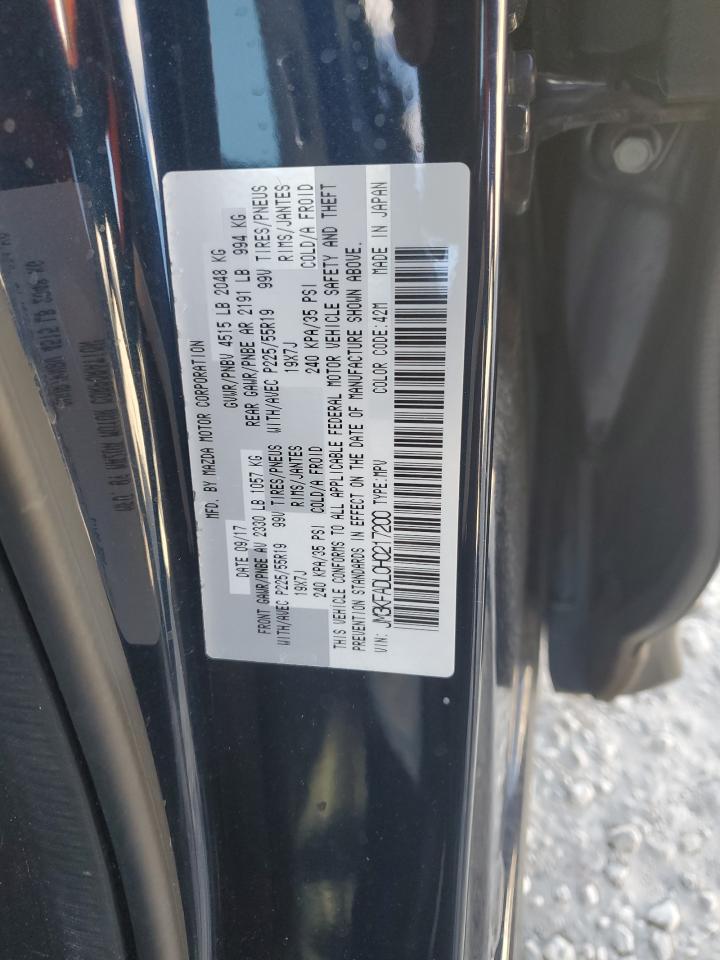 MFD. BY MAZDA MOTOR CORPORATION
DATE 09/17 GVWR/PNBV 4515 LB 2048 KG
FRONT GAWR/PNBE AV 2330 LB 1057 KG REAR GAWR/PNBE AR 2191 LB 994 KG
WITH/AVEC P225/55R19 99V TIRES/PNEUS WITH/AVEC P225/55R19 99V TIRES/PNEUS
19X7J RIMS/JANTES 19X7J RIMS/JANTES
240 KPA/35 PSI COLD/A FROID 240 KPA/35 PSI COLD/A FROID
THIS VEHICLE CONFORMS TO ALL APPLICABLE FEDERAL MOTOR VEHICLE SAFETY AND THEFT
PREVENTION STANDARDS IN EFFECT ON THE DATE OF MANUFACTURE SHOWN ABOVE.
VIN: JM3KFADL0H0217200 TYPE: MPV COLOR CODE: 42M MADE IN JAPAN